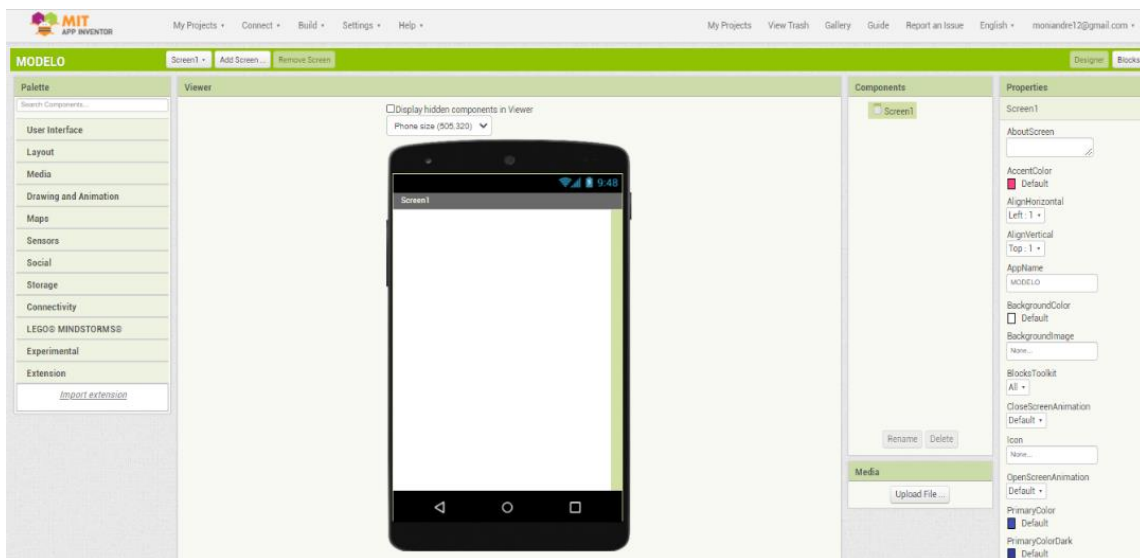 MIT
APP INVENTOR
My Projects Connect Build Settings Help
My Projects View Trash Gallery Guide Report an Issue English moniandre12@gmail.com
MODELO
Screen1 Add Screen ... Remove Screen
Designer Blocks
Palette
Search Components...
User Interface
Layout
Media
Drawing and Animation
Maps
Sensors
Social
Storage
Connectivity
LEGO® MINDSTORMS®
Experimental
Extension
Import extension
Viewer
Display hidden components in Viewer
Phone size (505,320)
9:48
Screen1
Components
Screen1
Rename Delete
Media
Upload File ...
Properties
Screen1
AboutScreen
AccentColor
Default
AlignHorizontal
Left : 1
AlignVertical
Top : 1
AppName
MODELO
BackgroundColor
Default
BackgroundImage
None...
BlocksToolkit
All
CloseScreenAnimation
Default
Icon
None...
OpenScreenAnimation
Default
PrimaryColor
Default
PrimaryColorDark
Default